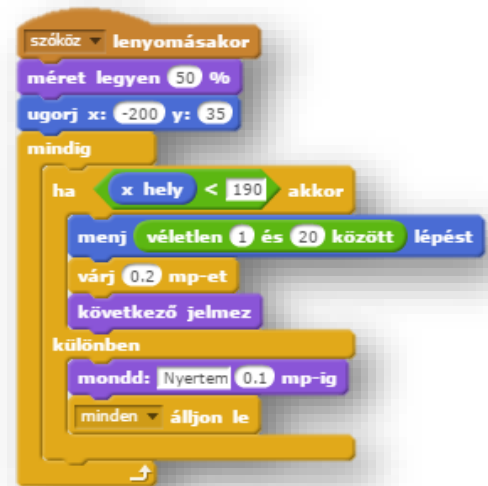 szóköz lenyomásakor
méret legyen 50 %
ugorj x: -200 y: 35
mindig
ha x hely < 190 akkor
menj véletlen 1 és 20 között lépést
várj 0.2 mp-et
következő jelmez
különben
mondd: Nyertem 0.1 mp-ig
minden álljon le